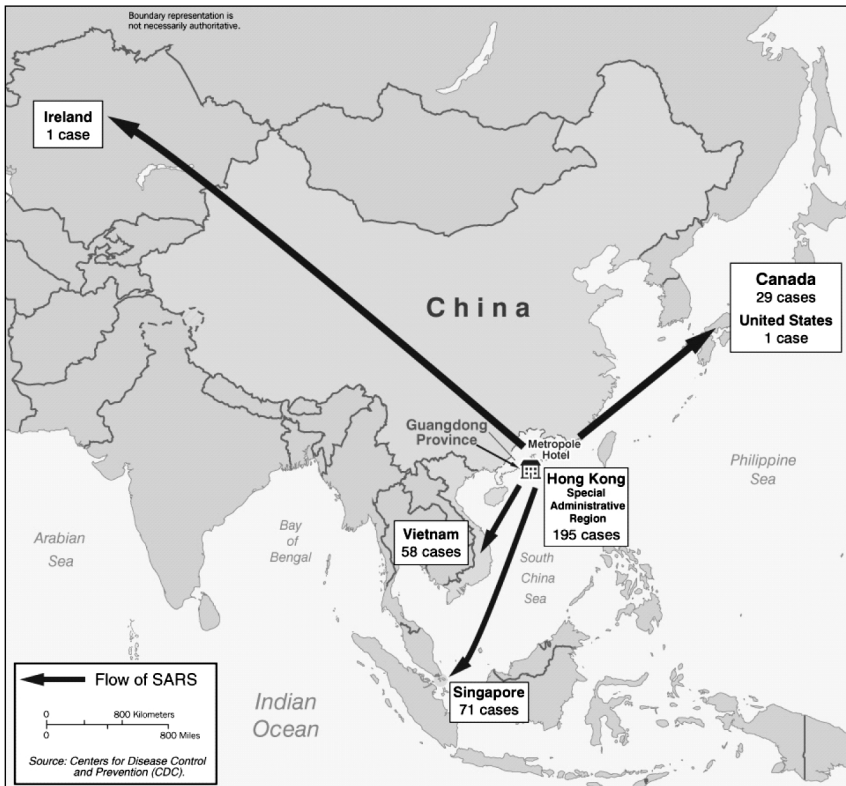 Boundary representation is
not necessarily authoritative.
Ireland
1 case
China
Canada
29 cases
United States
1 case
Guangdong
Province
Metropole
Hotel
Hong Kong
Special
Administrative
Region
195 cases
Philippine
Sea
Arabian
Sea
Bay
of
Bengal
Vietnam
58 cases
South
China
Sea
Singapore
71 cases
Indian
Ocean
Flow of SARS
0 800 Kilometers
0 800 Miles
Source: Centers for Disease Control
and Prevention (CDC).